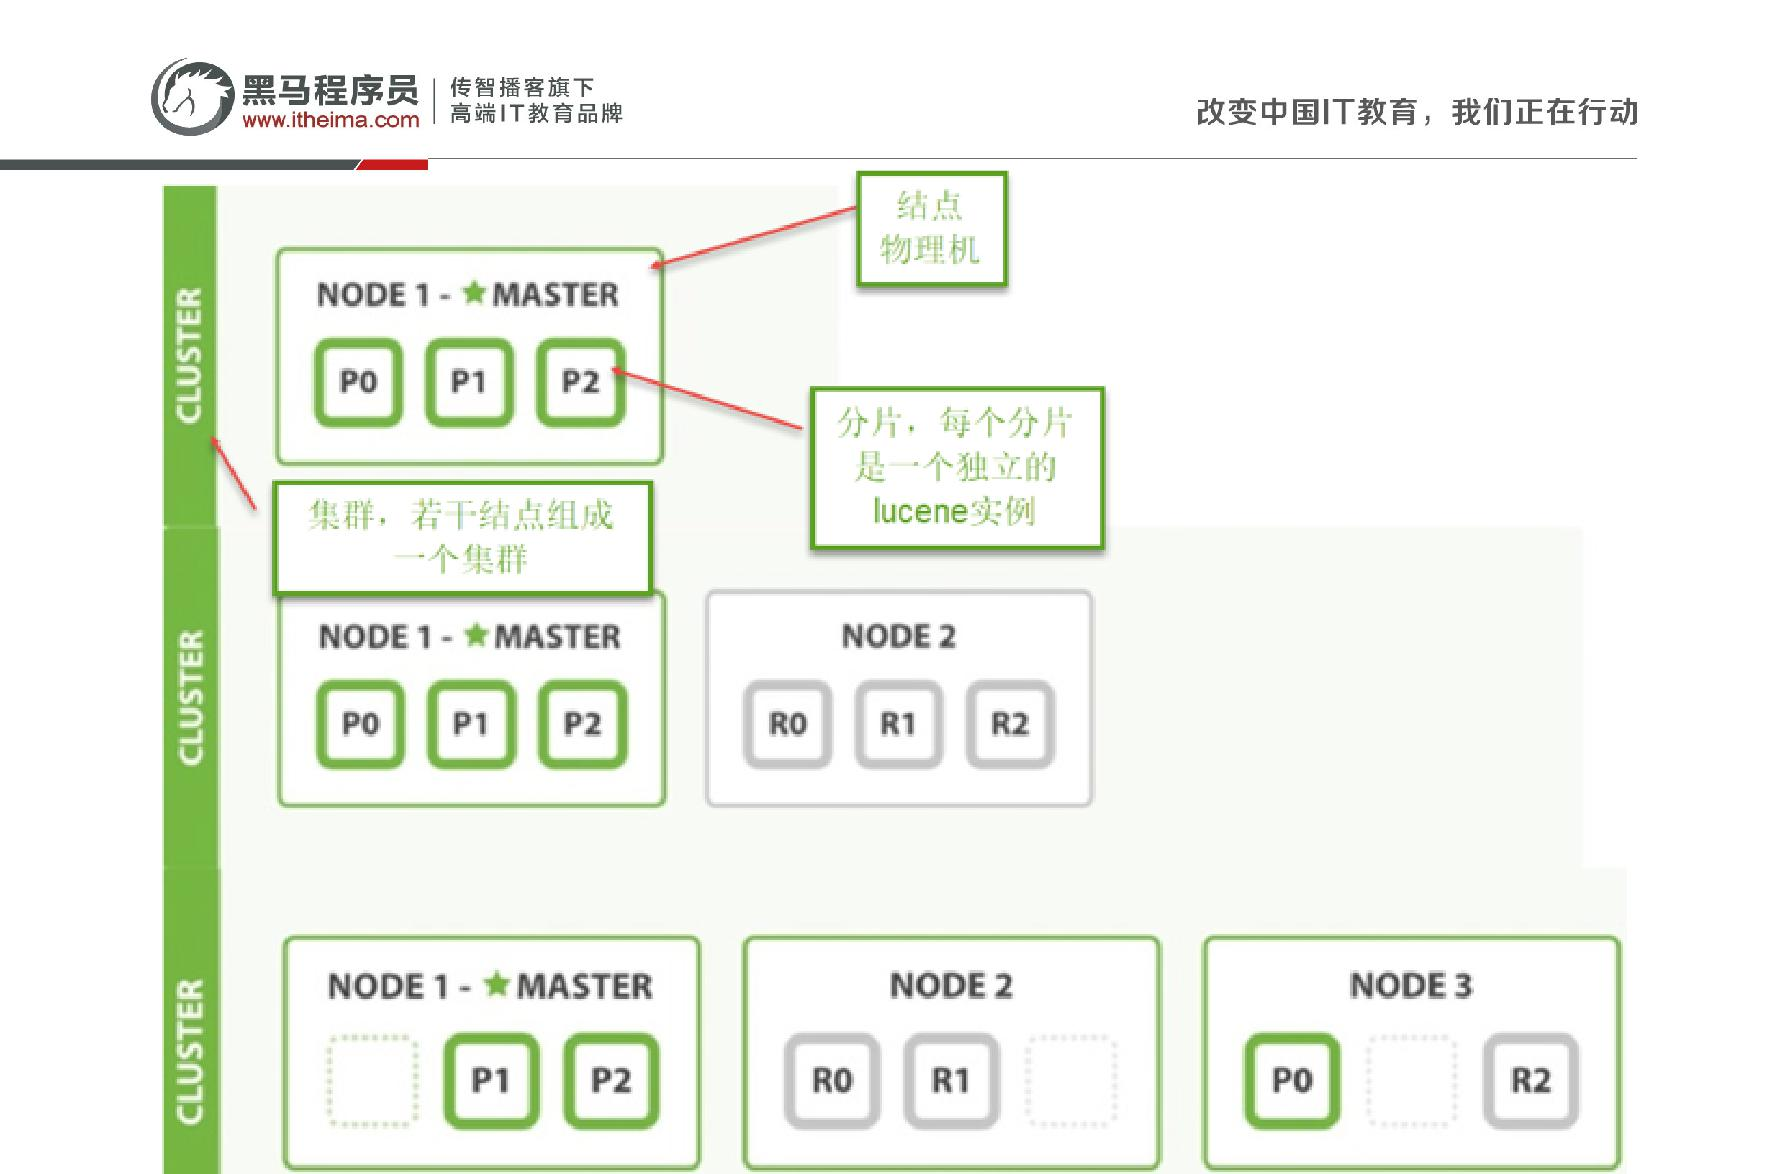 黑马程序员
www.itheima.com
传智播客旗下
高端IT教育品牌
改变中国IT教育，我们正在行动
CLUSTER
NODE 1 - ★ MASTER
P0 P1 P2
结点
物理机
分片，每个分片
是一个独立的
lucene实例
集群，若干结点组成
一个集群
CLUSTER
NODE 1 - ★ MASTER
P0 P1 P2
NODE 2
R0 R1 R2
CLUSTER
NODE 1 - ★ MASTER
P1 P2
NODE 2
R0 R1
NODE 3
P0 R2